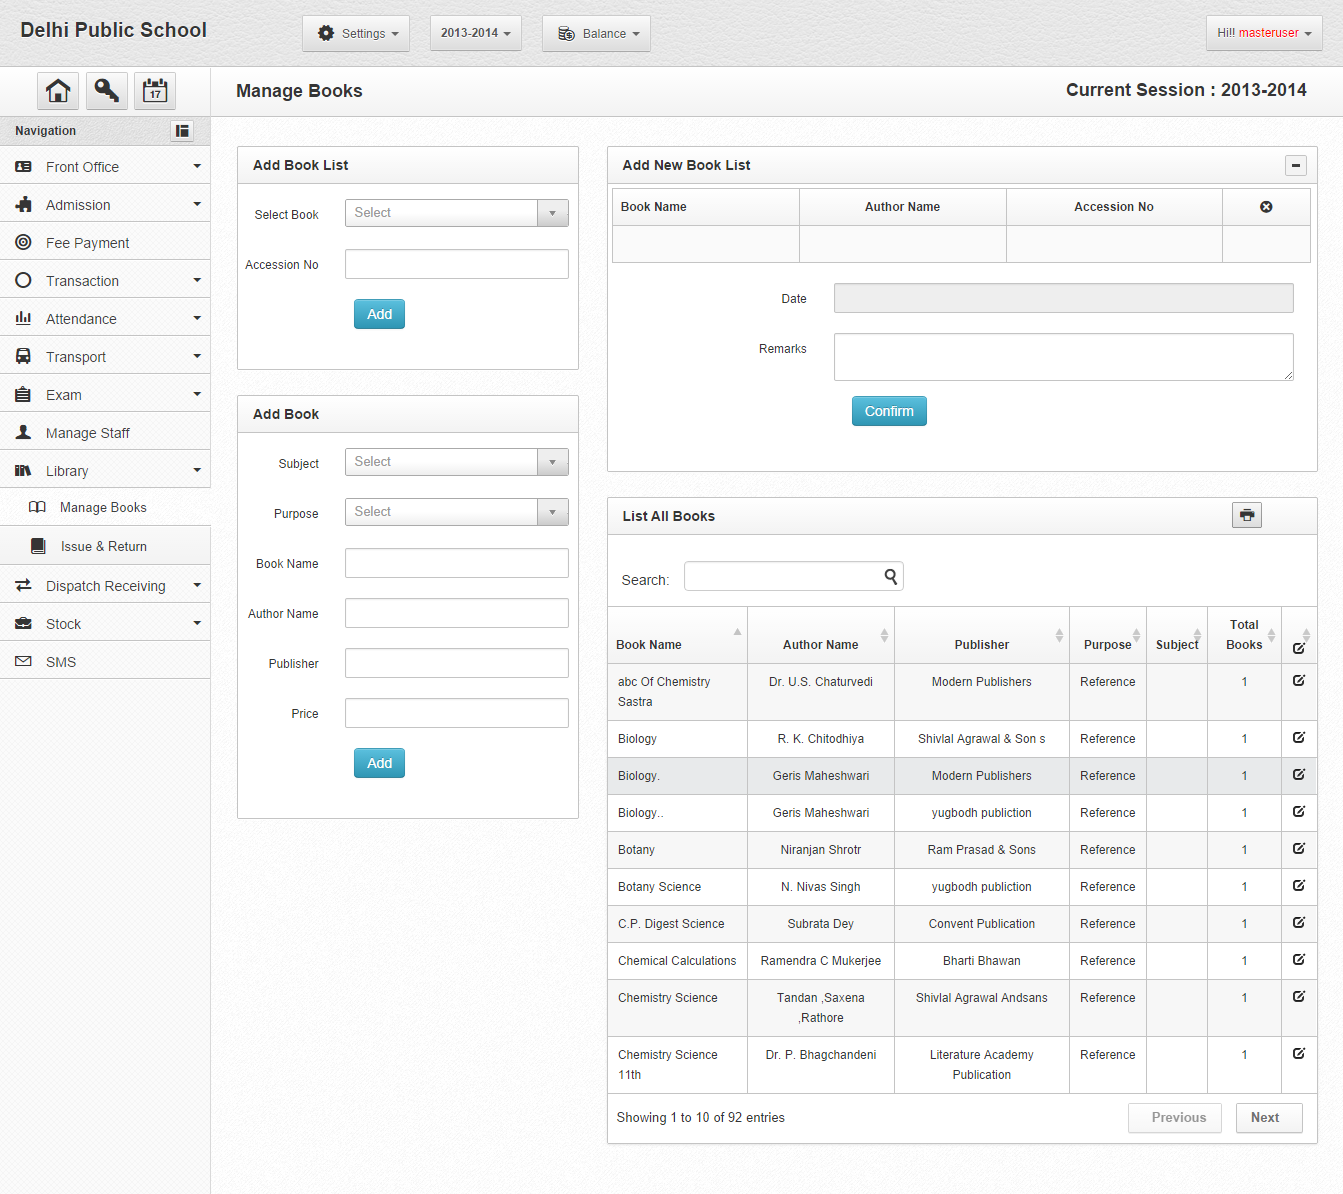 Delhi Public School
Settings
2013-2014
Balance
Hi!! masteruser
17
Manage Books
Current Session : 2013-2014
Navigation
Front Office
Admission
Fee Payment
Transaction
Attendance
Transport
Exam
Manage Staff
Library
Manage Books
Issue & Return
Dispatch Receiving
Stock
SMS
Add Book List
Select Book
Select
Accession No
Add
Add Book
Subject
Select
Purpose
Select
Book Name
Author Name
Publisher
Price
Add
Add New Book List
Book Name Author Name Accession No
Date
Remarks
Confirm
List All Books
Search:
Book Name Author Name Publisher Purpose Subject Total Books
abc Of Chemistry Sastra Dr. U.S. Chaturvedi Modern Publishers Reference 1
Biology R. K. Chitodhiya Shivlal Agrawal & Son s Reference 1
Biology. Geris Maheshwari Modern Publishers Reference 1
Biology.. Geris Maheshwari yugbodh publiction Reference 1
Botany Niranjan Shrotr Ram Prasad & Sons Reference 1
Botany Science N. Nivas Singh yugbodh publiction Reference 1
C.P. Digest Science Subrata Dey Convent Publication Reference 1
Chemical Calculations Ramendra C Mukerjee Bharti Bhawan Reference 1
Chemistry Science Tandan ,Saxena ,Rathore Shivlal Agrawal Andsans Reference 1
Chemistry Science 11th Dr. P. Bhagchandeni Literature Academy Publication Reference 1
Showing 1 to 10 of 92 entries
Previous
Next